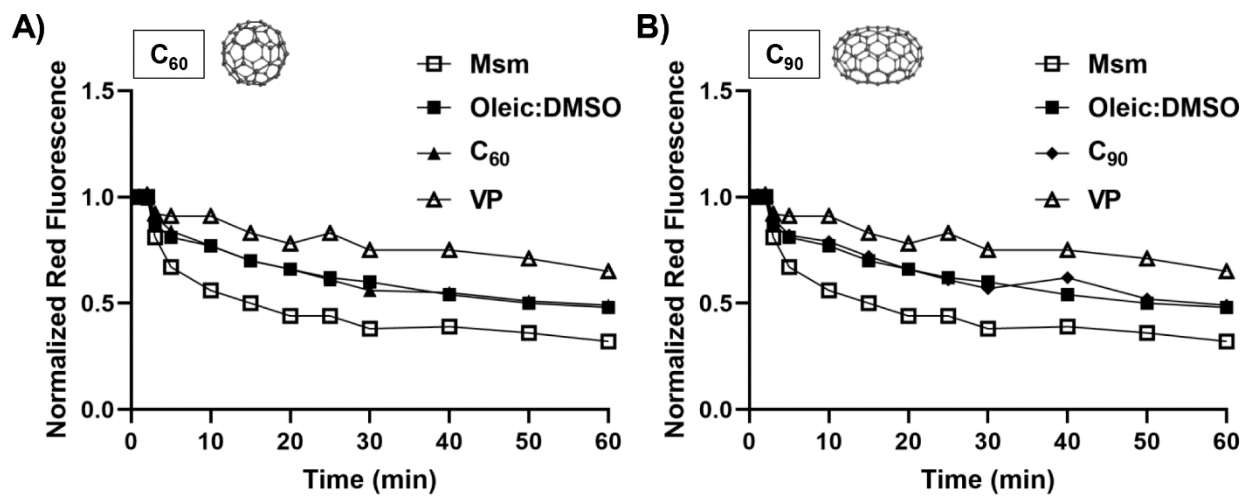 A)
C60
Msm
Oleic:DMSO
C60
VP
Normalized Red Fluorescence
1.5
1.0
0.5
0.0
0 10 20 30 40 50 60
Time (min)
B)
C90
Msm
Oleic:DMSO
C90
VP
Normalized Red Fluorescence
1.5
1.0
0.5
0.0
0 10 20 30 40 50 60
Time (min)